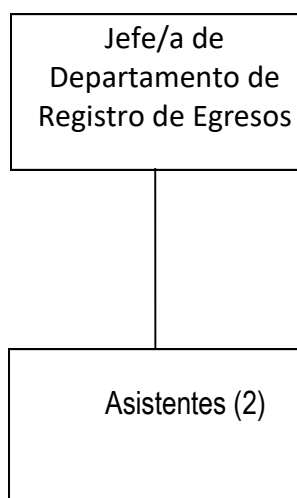 Jefe/a de
Departamento de
Registro de Egresos
Asistentes (2)